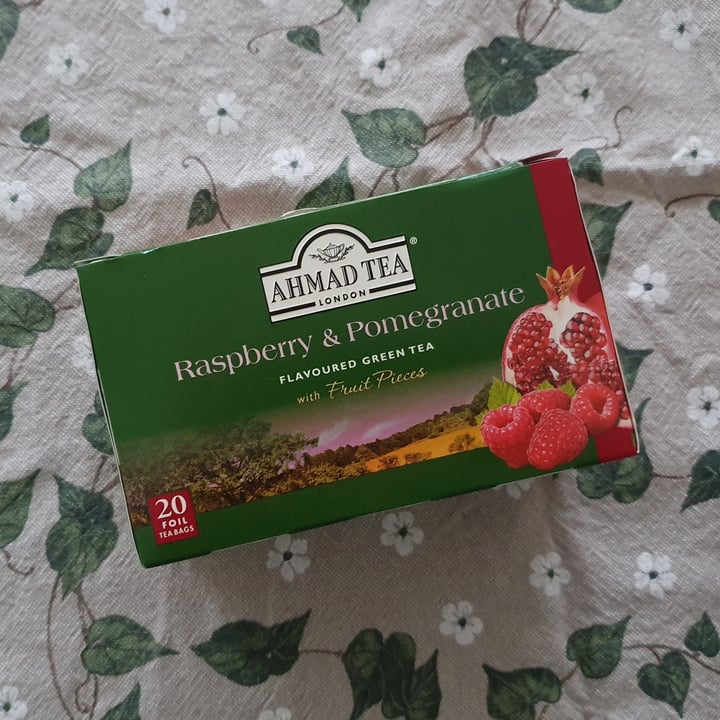 AHMAD TEA®
LONDON
Raspberry & Pomegranate
FLAVOURED GREEN TEA
with Fruit Pieces
20
FOIL
TEA BAGS